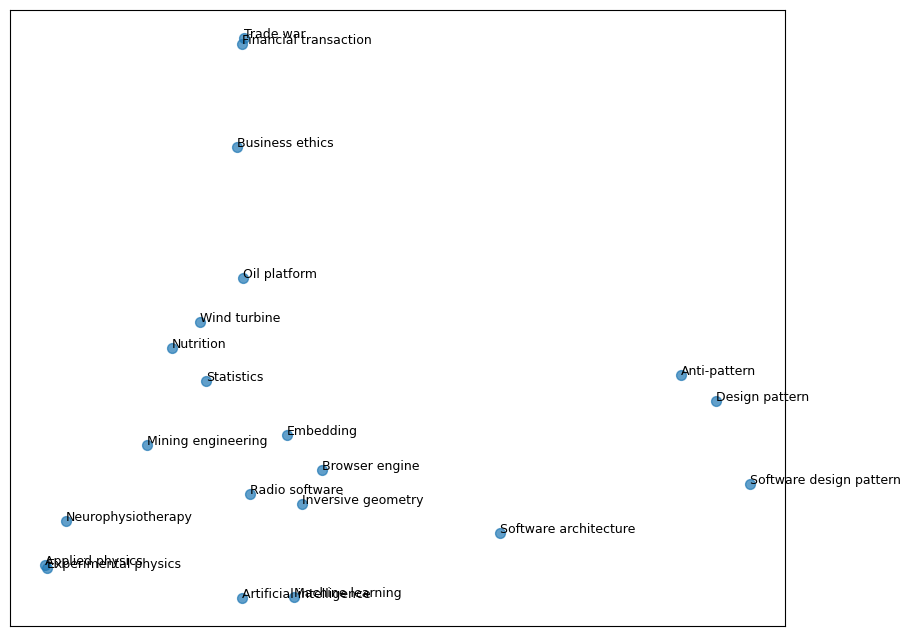 Trade war
Financial transaction
Business ethics
Oil platform
Wind turbine
Nutrition
Anti-pattern
Statistics
Design pattern
Embedding
Mining engineering
Browser engine
Software design pattern
Radio software
Inversive geometry
Neurophysiotherapy
Software architecture
Applied physics
Experimental physics
Machine learning
Artificial intelligence